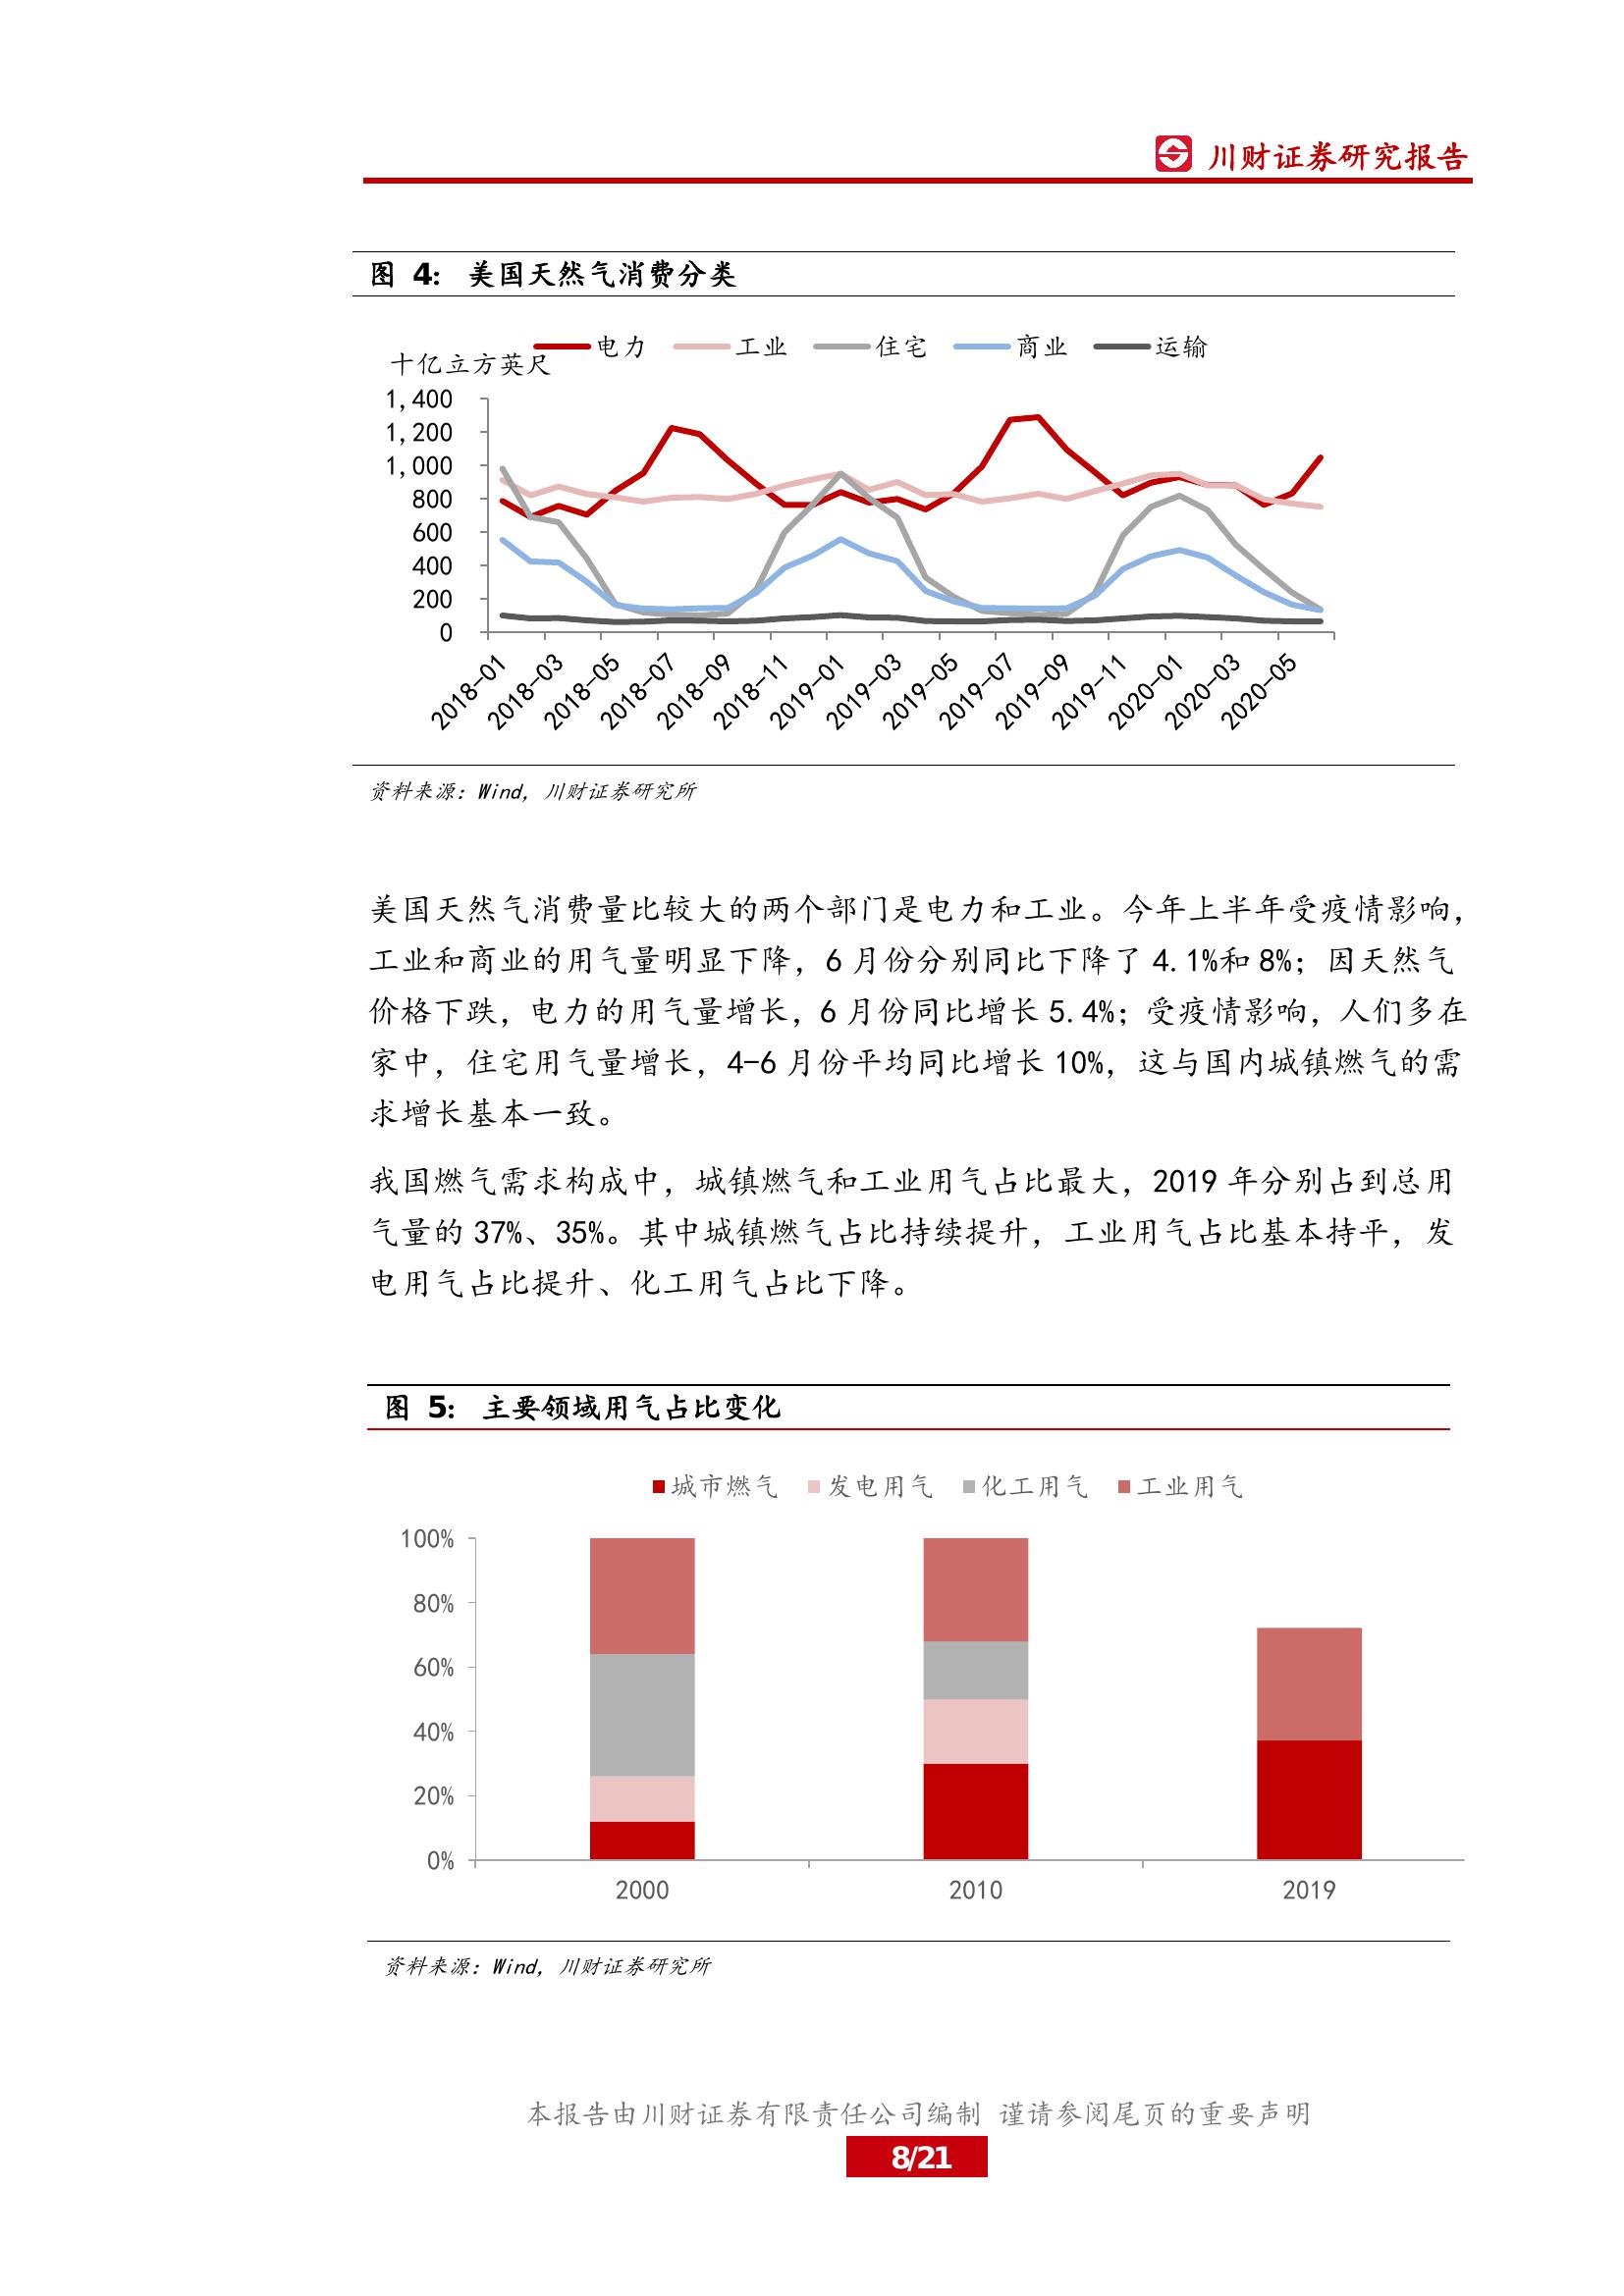 川财证券研究报告
图 4： 美国天然气消费分类
电力 工业 住宅 商业 运输
十亿立方英尺
1,400
1,200
1,000
800
600
400
200
0
2018-01 2018-03 2018-05 2018-07 2018-09 2018-11 2019-01 2019-03 2019-05 2019-07 2019-09 2019-11 2020-01 2020-03 2020-05
资料来源：Wind，川财证券研究所
美国天然气消费量比较大的两个部门是电力和工业。今年上半年受疫情影响，
工业和商业的用气量明显下降，6 月份分别同比下降了 4.1%和 8%；因天然气
价格下跌，电力的用气量增长，6 月份同比增长 5.4%；受疫情影响，人们多在
家中，住宅用气量增长，4-6 月份平均同比增长 10%，这与国内城镇燃气的需
求增长基本一致。
我国燃气需求构成中，城镇燃气和工业用气占比最大，2019 年分别占到总用
气量的 37%、35%。其中城镇燃气占比持续提升，工业用气占比基本持平，发
电用气占比提升、化工用气占比下降。
图 5： 主要领域用气占比变化
城市燃气 发电用气 化工用气 工业用气
100%
80%
60%
40%
20%
0%
2000 2010 2019
资料来源：Wind，川财证券研究所
本报告由川财证券有限责任公司编制 谨请参阅尾页的重要声明
8/21